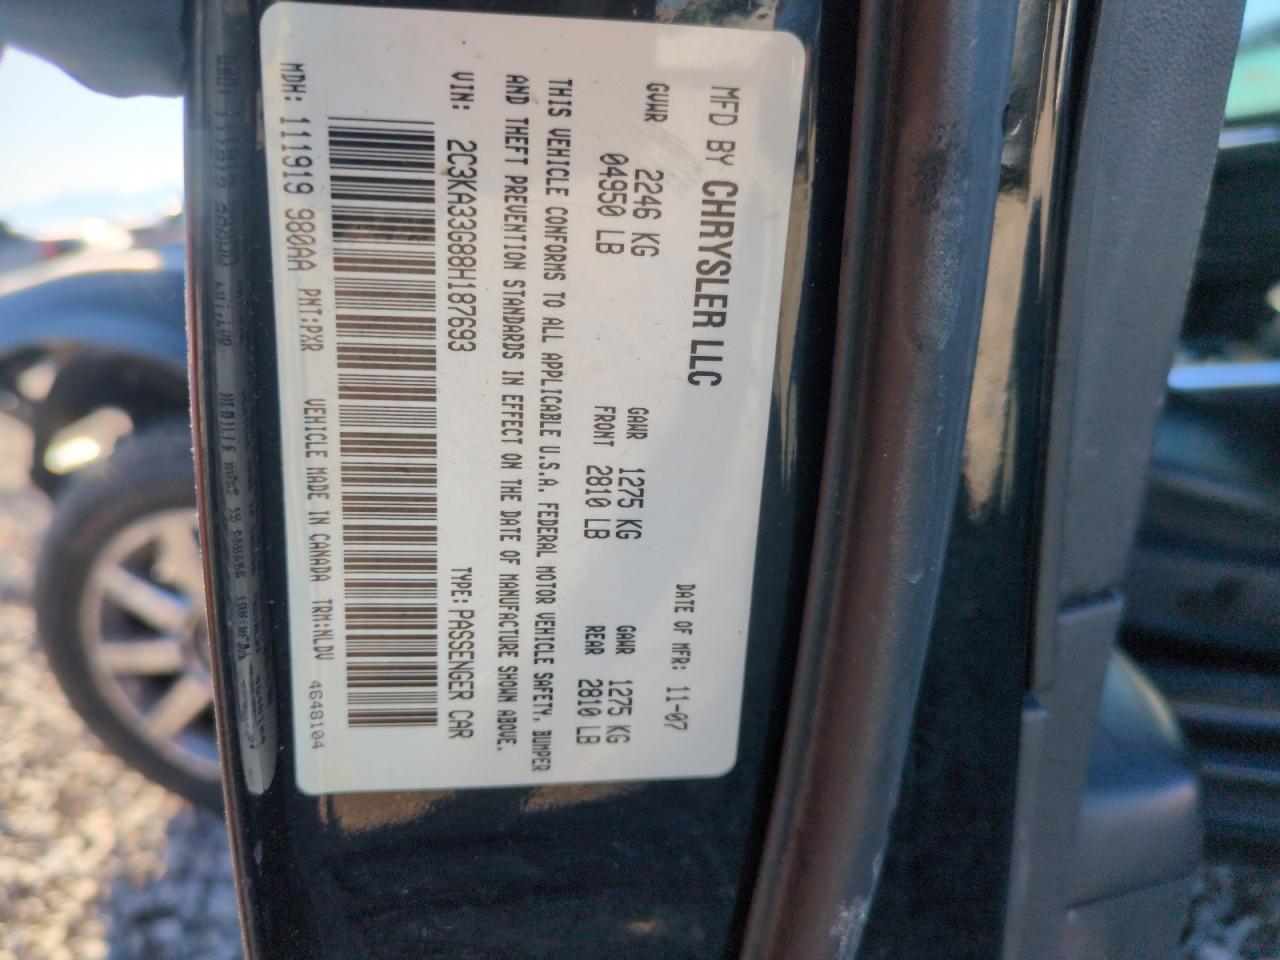 MFD BY CHRYSLER LLC
DATE OF MFR: 11-07
GVWR 2246 KG
04950 LB
GAWR 1275 KG
FRONT 2810 LB
GAWR 1275 KG
REAR 2810 LB
THIS VEHICLE CONFORMS TO ALL APPLICABLE U.S.A. FEDERAL MOTOR VEHICLE SAFETY, BUMPER
AND THEFT PREVENTION STANDARDS IN EFFECT ON THE DATE OF MANUFACTURE SHOWN ABOVE.
VIN: 2C3KA33G88H187693
TYPE: PASSENGER CAR
MDH: 111919 980AA PNT:PXR VEHICLE MADE IN CANADA TRM:NLDV 4648104